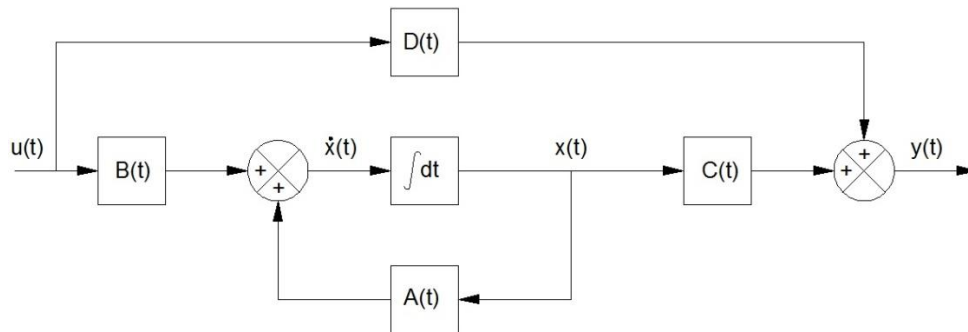 D(t)
u(t)
B(t)
+
+
ẋ(t)
∫dt
x(t)
C(t)
+
+
y(t)
A(t)